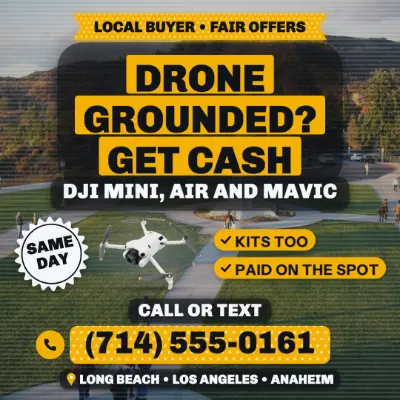 LOCAL BUYER • FAIR OFFERS
DRONE
GROUNDED?
GET CASH
DJI MINI, AIR AND MAVIC
SAME
DAY
KITS TOO
PAID ON THE SPOT
CALL OR TEXT
(714) 555-0161
LONG BEACH • LOS ANGELES • ANAHEIM